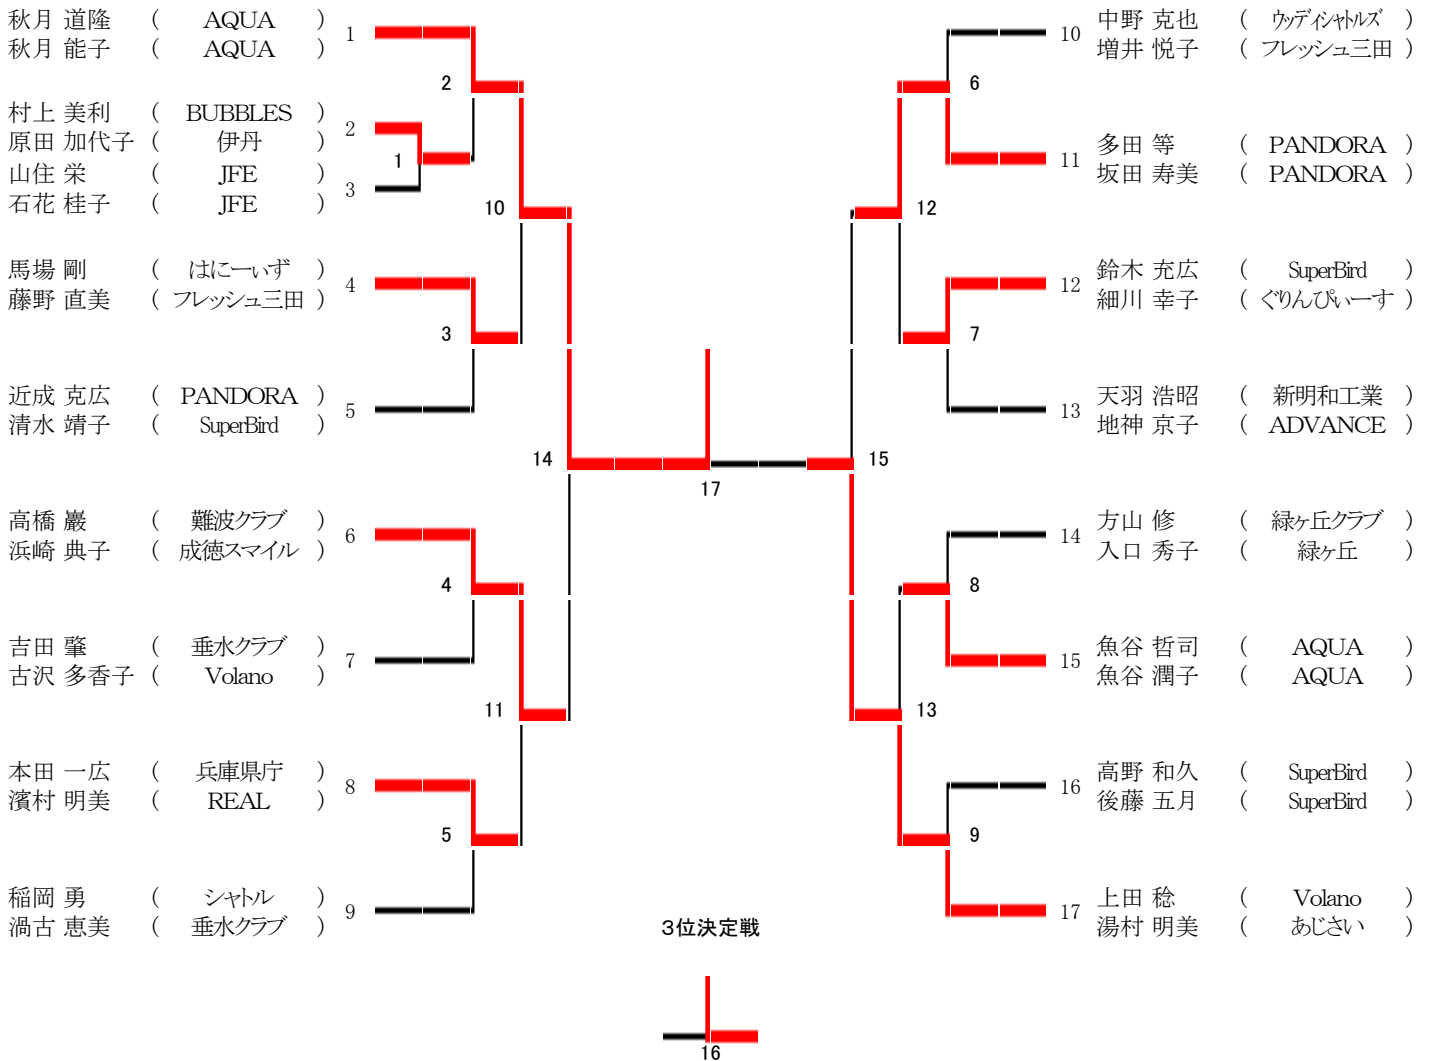 秋月 道隆 ( AQUA ) 1
秋月 能子 ( AQUA )
2
村上 美利 ( BUBBLES ) 2
原田 加代子 ( 伊丹 )
1
山住 栄 ( JFE ) 3
石花 桂子 ( JFE )
10
馬場 剛 ( はにーぃず ) 4
藤野 直美 ( フレッシュ三田 )
3
近成 克広 ( PANDORA ) 5
清水 靖子 ( SuperBird )
14
高橋 巖 ( 難波クラブ ) 6
浜崎 典子 ( 成徳スマイル )
4
吉田 肇 ( 垂水クラブ ) 7
古沢 多香子 ( Volano )
11
本田 一広 ( 兵庫県庁 ) 8
濱村 明美 ( REAL )
5
稲岡 勇 ( シャトル ) 9
渦古 恵美 ( 垂水クラブ )
17
10 中野 克也 ( ウッディシャトルズ )
増井 悦子 ( フレッシュ三田 )
6
11 多田 等 ( PANDORA )
坂田 寿美 ( PANDORA )
12
12 鈴木 充広 ( SuperBird )
細川 幸子 ( ぐりんぴぃーす )
7
13 天羽 浩昭 ( 新明和工業 )
地神 京子 ( ADVANCE )
15
14 方山 修 ( 緑ヶ丘クラブ )
入口 秀子 ( 緑ヶ丘 )
8
15 魚谷 哲司 ( AQUA )
魚谷 潤子 ( AQUA )
13
16 高野 和久 ( SuperBird )
後藤 五月 ( SuperBird )
9
17 上田 稔 ( Volano )
湯村 明美 ( あじさい )
3位決定戦
16